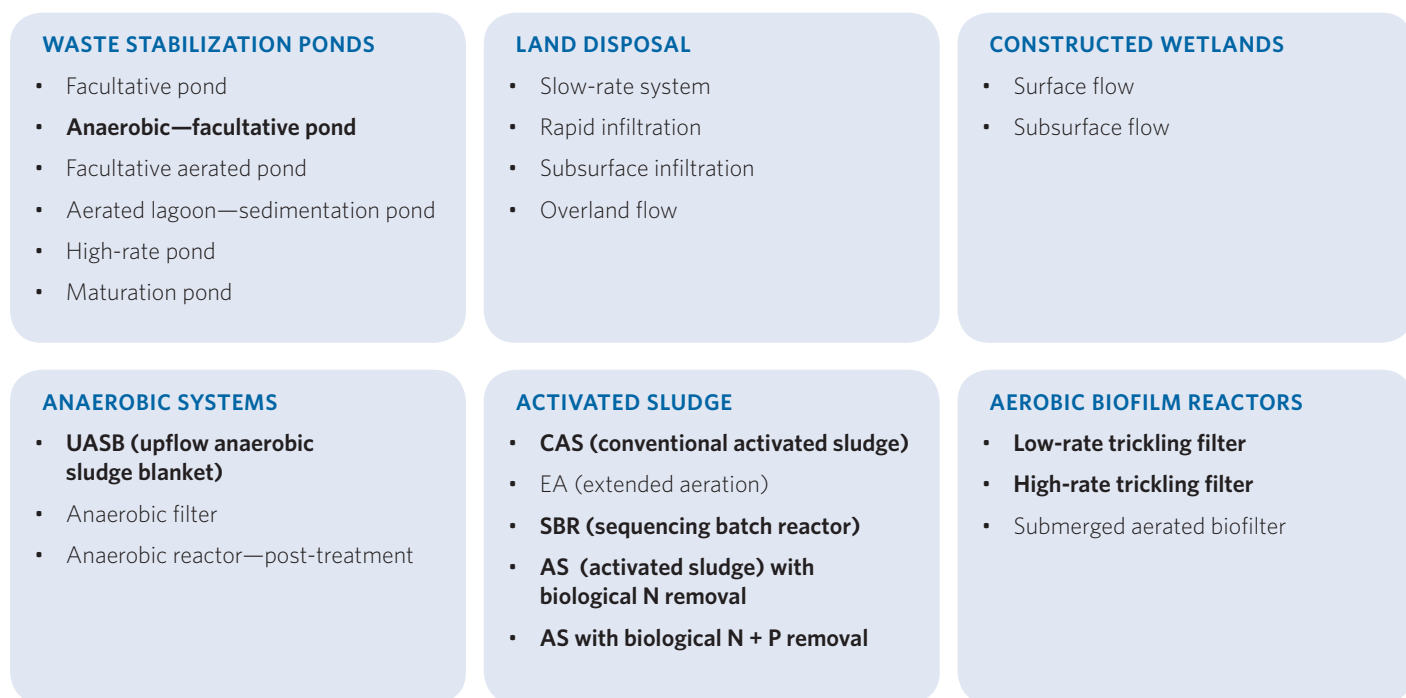 WASTE STABILIZATION PONDS
• Facultative pond
• Anaerobic—facultative pond
• Facultative aerated pond
• Aerated lagoon—sedimentation pond
• High-rate pond
• Maturation pond
LAND DISPOSAL
• Slow-rate system
• Rapid infiltration
• Subsurface infiltration
• Overland flow
CONSTRUCTED WETLANDS
• Surface flow
• Subsurface flow
ANAEROBIC SYSTEMS
• UASB (upflow anaerobic
sludge blanket)
• Anaerobic filter
• Anaerobic reactor—post-treatment
ACTIVATED SLUDGE
• CAS (conventional activated sludge)
• EA (extended aeration)
• SBR (sequencing batch reactor)
• AS (activated sludge) with
biological N removal
• AS with biological N + P removal
AEROBIC BIOFILM REACTORS
• Low-rate trickling filter
• High-rate trickling filter
• Submerged aerated biofilter